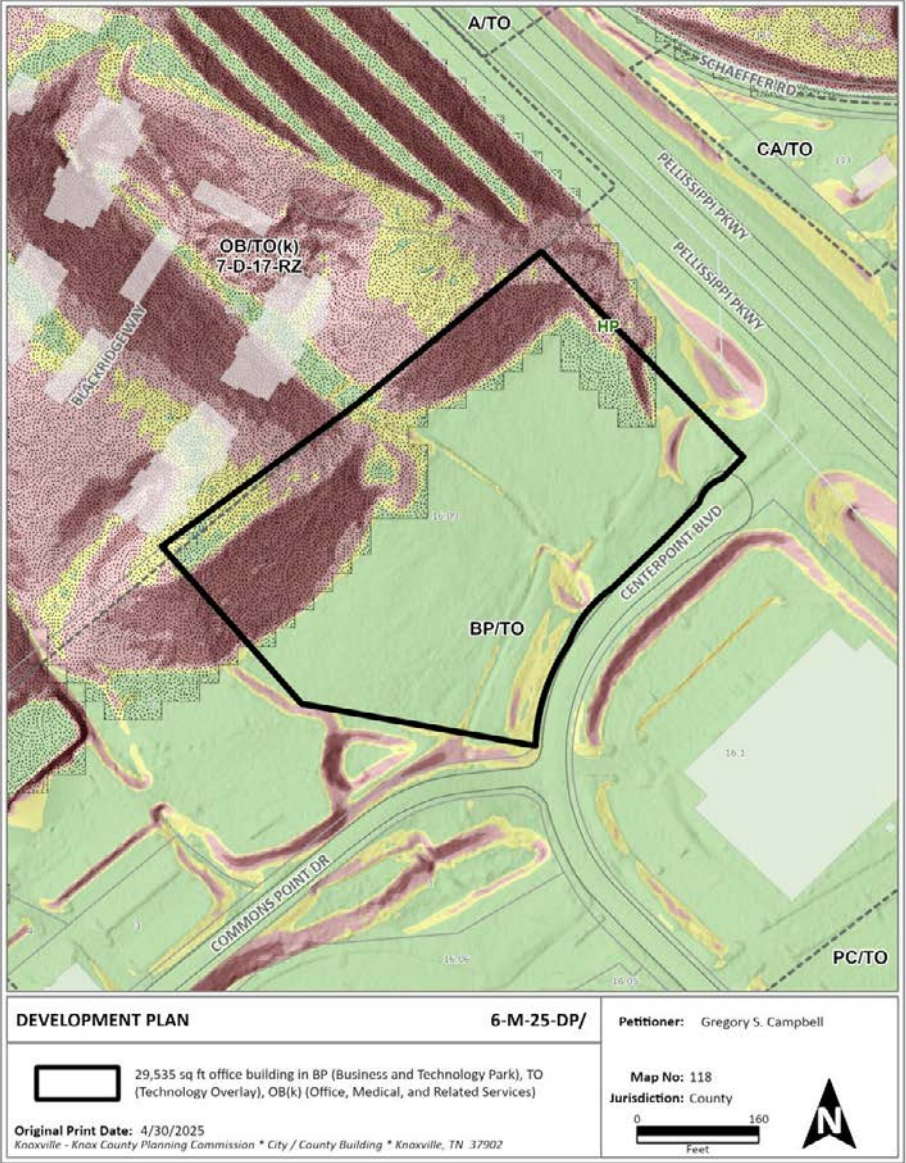 A/TO
SCHAEFFER RD
CA/TO
PELLISSIPPI PKWY
OB/TO(k)
7-D-17-RZ
PELLISSIPPI PKWY
HP
BLACKRIDGE WAY
CENTERPOINT BLVD
BP/TO
16.1
COMMONS POINT DR
3
4
16.06
16.05
PC/TO
DEVELOPMENT PLAN
6-M-25-DP/
29,535 sq ft office building in BP (Business and Technology Park), TO
(Technology Overlay), OB(k) (Office, Medical, and Related Services)
Original Print Date: 4/30/2025
Knoxville - Knox County Planning Commission * City / County Building * Knoxville, TN 37902
Petitioner: Gregory S. Campbell
Map No: 118
Jurisdiction: County
0 160
Feet
N